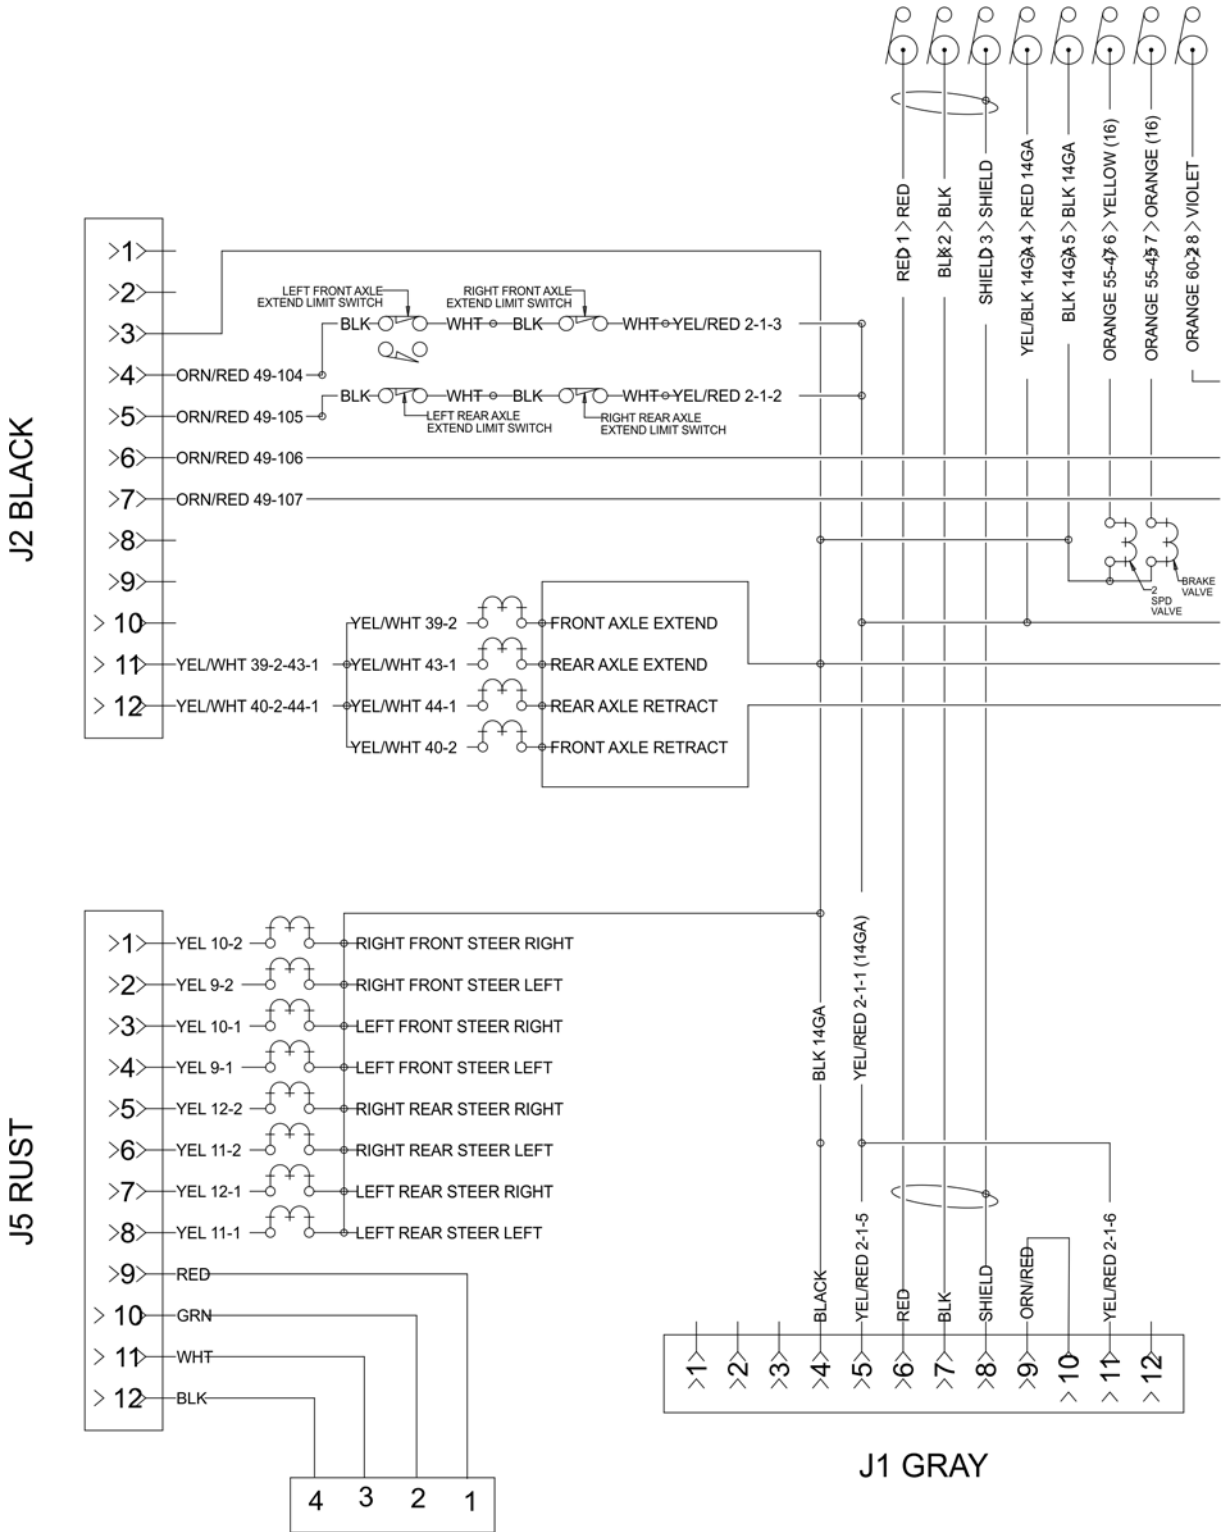 RED 1 > RED
BLK 2 > BLK
SHIELD 3 > SHIELD
YEL/BLK 14GA 4 > RED 14GA
BLK 14GA 5 > BLK 14GA
ORANGE 55-47 6 > YELLOW (16)
ORANGE 55-45 7 > ORANGE (16)
ORANGE 60-2 8 > VIOLET
J2 BLACK
1
2
3
4 ORN/RED 49-104
5 ORN/RED 49-105
6 ORN/RED 49-106
7 ORN/RED 49-107
8
9
10
11 YEL/WHT 39-2-43-1
12 YEL/WHT 40-2-44-1
LEFT FRONT AXLE
EXTEND LIMIT SWITCH
RIGHT FRONT AXLE
EXTEND LIMIT SWITCH
BLK WHT BLK WHT YEL/RED 2-1-3
BLK WHT BLK WHT YEL/RED 2-1-2
LEFT REAR AXLE
EXTEND LIMIT SWITCH
RIGHT REAR AXLE
EXTEND LIMIT SWITCH
2
SPD
VALVE
BRAKE
VALVE
YEL/WHT 39-2 FRONT AXLE EXTEND
YEL/WHT 43-1 REAR AXLE EXTEND
YEL/WHT 44-1 REAR AXLE RETRACT
YEL/WHT 40-2 FRONT AXLE RETRACT
J5 RUST
1 YEL 10-2 RIGHT FRONT STEER RIGHT
2 YEL 9-2 RIGHT FRONT STEER LEFT
3 YEL 10-1 LEFT FRONT STEER RIGHT
4 YEL 9-1 LEFT FRONT STEER LEFT
5 YEL 12-2 RIGHT REAR STEER RIGHT
6 YEL 11-2 RIGHT REAR STEER LEFT
7 YEL 12-1 LEFT REAR STEER RIGHT
8 YEL 11-1 LEFT REAR STEER LEFT
9 RED
10 GRN
11 WHT
12 BLK
4 3 2 1
BLK 14GA
YEL/RED 2-1-1 (14GA)
BLACK
YEL/RED 2-1-5
RED
BLK
SHIELD
ORN/RED
YEL/RED 2-1-6
1 2 3 4 5 6 7 8 9 10 11 12
J1 GRAY